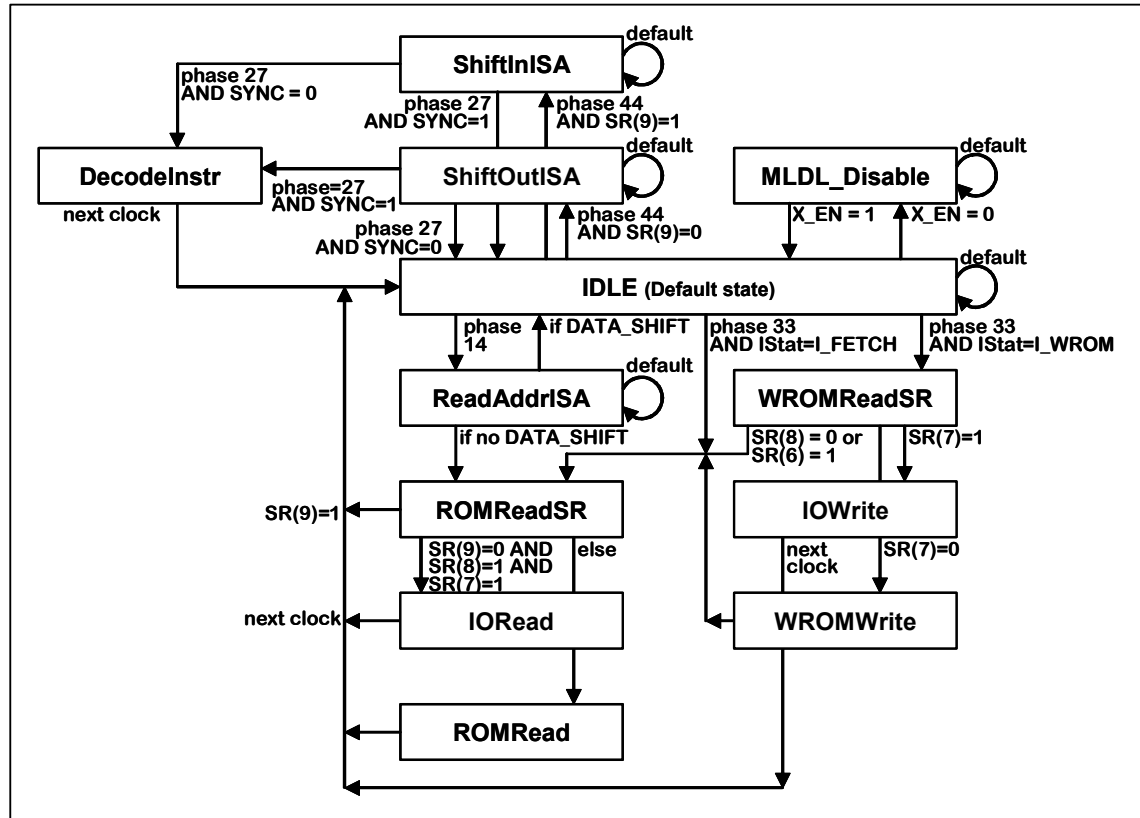 default
ShiftInISA
phase 27
AND SYNC = 0
phase 27
AND SYNC=1
phase 44
AND SR(9)=1
default
DecodeInstr
ShiftOutISA
default
MLDL_Disable
phase=27
AND SYNC=1
next clock
phase 44
AND SR(9)=0
X_EN = 1
X_EN = 0
phase 27
AND SYNC=0
default
IDLE (Default state)
phase
14
if DATA_SHIFT
phase 33
AND IStat=I_FETCH
phase 33
AND IStat=I_WROM
default
ReadAddrISA
WROMReadSR
if no DATA_SHIFT
SR(8) = 0 or
SR(6) = 1
SR(7)=1
SR(9)=1
ROMReadSR
IOWrite
SR(9)=0 AND
SR(8)=1 AND
SR(7)=1
else
next
clock
SR(7)=0
next clock
IORead
WROMWrite
ROMRead